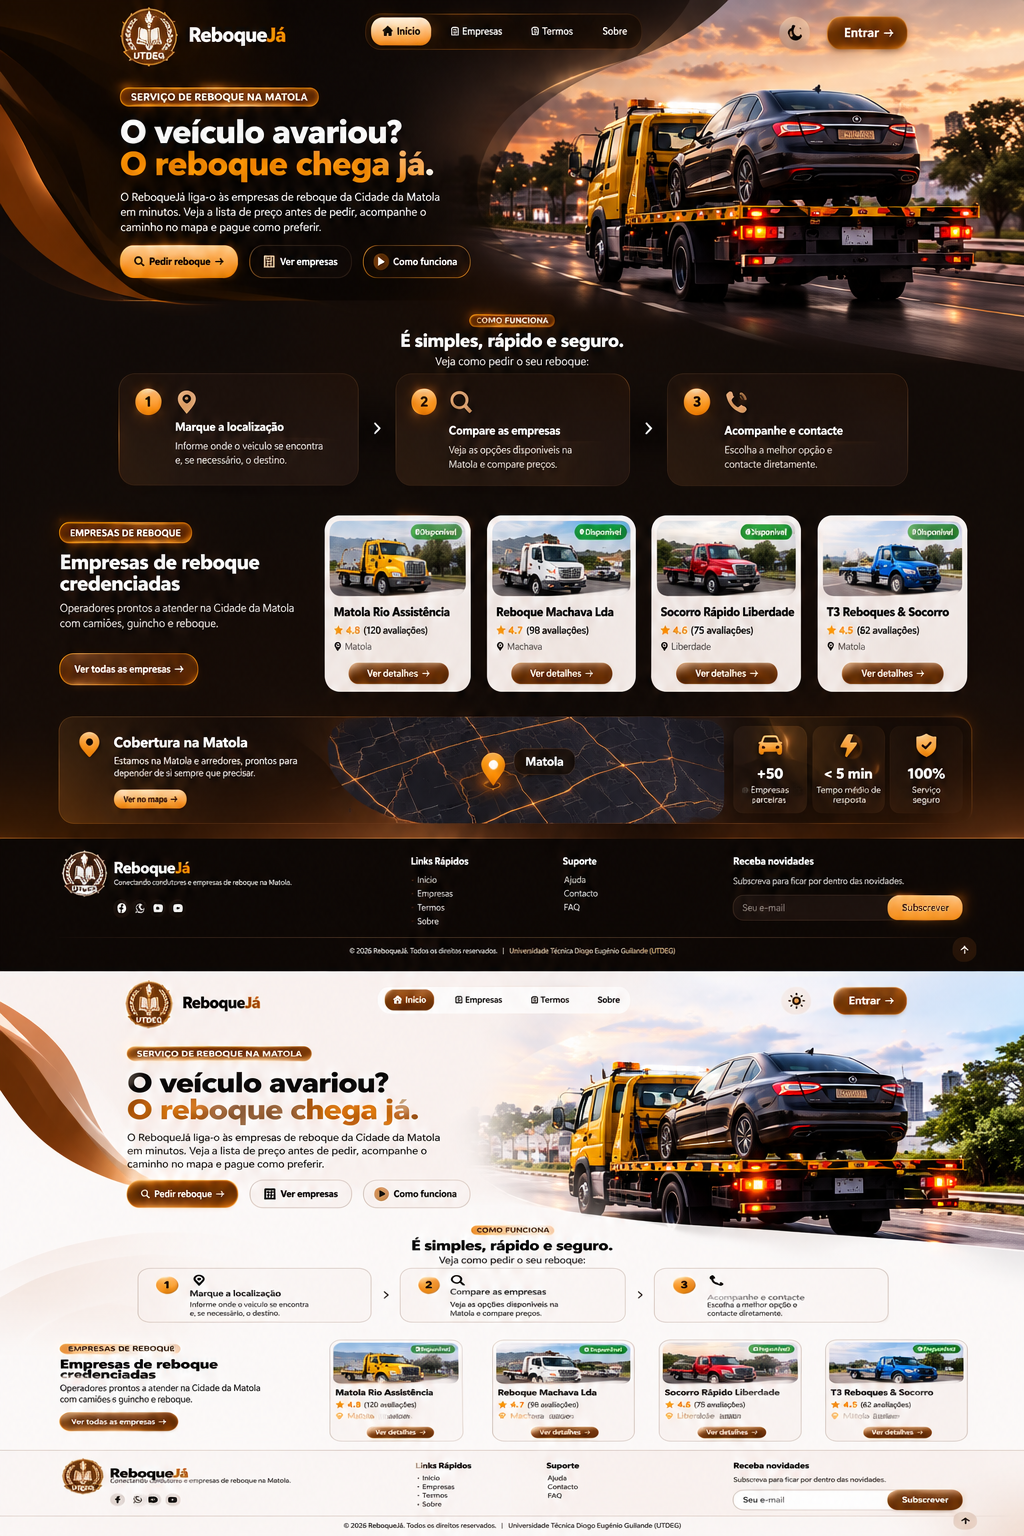 UTDEG
ReboqueJá
Início
Empresas
Termos
Sobre
Entrar →
SERVIÇO DE REBOQUE NA MATOLA
O veículo avariou?
O reboque chega já.
O ReboqueJá liga-o às empresas de reboque da Cidade da Matola
em minutos. Veja a lista de preço antes de pedir, acompanhe o
caminho no mapa e pague como preferir.
Pedir reboque →
Ver empresas
Como funciona
COMO FUNCIONA
É simples, rápido e seguro.
Veja como pedir o seu reboque:
1
Marque a localização
Informe onde o veículo se encontra
e, se necessário, o destino.
2
Compare as empresas
Veja as opções disponíveis na
Matola e compare preços.
3
Acompanhe e contacte
Escolha a melhor opção e
contacte diretamente.
EMPRESAS DE REBOQUE
Empresas de reboque
credenciadas
Operadores prontos a atender na Cidade da Matola
com camiões, guincho e reboque.
Ver todas as empresas →
Disponível
Matola Rio Assistência
4.8 (120 avaliações)
Matola
Ver detalhes →
Disponível
Reboque Machava Lda
4.7 (98 avaliações)
Machava
Ver detalhes →
Disponível
Socorro Rápido Liberdade
4.6 (75 avaliações)
Liberdade
Ver detalhes →
Disponível
T3 Reboques & Socorro
4.5 (62 avaliações)
Matola
Ver detalhes →
Cobertura na Matola
Estamos na Matola e arredores, prontos para
depender de si sempre que precisar.
Ver no mapa →
Matola
+50
Empresas
parceiras
< 5 min
Tempo médio de
resposta
100%
Serviço
seguro
UTDEG
ReboqueJá
Conectando condutores e empresas de reboque na Matola.
Links Rápidos
Início
Empresas
Termos
Sobre
Suporte
Ajuda
Contacto
FAQ
Receba novidades
Subscreva para ficar por dentro das novidades.
Seu e-mail
Subscrever
© 2026 ReboqueJá. Todos os direitos reservados. | Universidade Técnica Diogo Eugénio Guilande (UTDEG)
UTDEG
ReboqueJá
Início
Empresas
Termos
Sobre
Entrar →
SERVIÇO DE REBOQUE NA MATOLA
O veículo avariou?
O reboque chega já.
O ReboqueJá liga-o às empresas de reboque da Cidade da Matola
em minutos. Veja a lista de preço antes de pedir, acompanhe o
caminho no mapa e pague como preferir.
Pedir reboque →
Ver empresas
Como funciona
COMO FUNCIONA
É simples, rápido e seguro.
Veja como pedir o seu reboque:
1
Marque a localização
Informe onde o veículo se encontra
e, se necessário, o destino.
2
Compare as empresas
Veja as opções disponíveis na
Matola e compare preços.
3
Acompanhe e contacte
Escolha a melhor opção e
contacte diretamente.
EMPRESAS DE REBOQUE
Empresas de reboque
credenciadas
Operadores prontos a atender na Cidade da Matola
com camiões e guincho e reboque.
Ver todas as empresas →
Disponível
Matola Rio Assistência
4.8 (120 avaliações)
Ver detalhes →
Disponível
Reboque Machava Lda
4.7 (98 avaliações)
Ver detalhes →
Disponível
Socorro Rápido Liberdade
4.6 (75 avaliações)
Ver detalhes →
Disponível
T3 Reboques & Socorro
4.5 (62 avaliações)
Ver detalhes →
UTDEG
ReboqueJá
Conectando condutores e empresas de reboque na Matola.
Links Rápidos
• Início
• Empresas
• Termos
• Sobre
Suporte
Ajuda
Contacto
FAQ
Receba novidades
Subscreva para ficar por dentro das novidades.
Seu e-mail
Subscrever
© 2026 ReboqueJá. Todos os direitos reservados. | Universidade Técnica Diogo Eugénio Guilande (UTDEG)